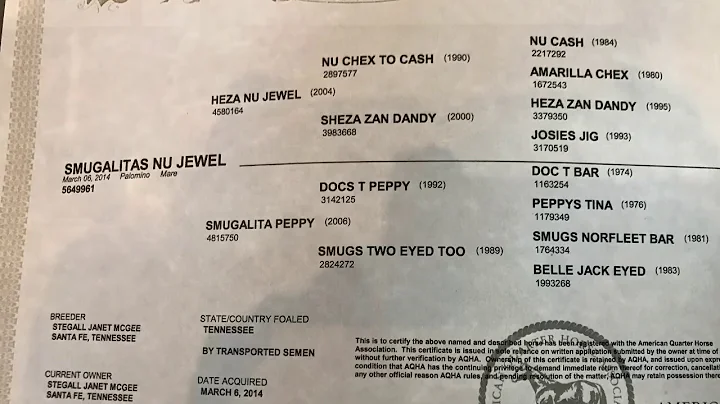 NU CASH (1984)
2217292
NU CHEX TO CASH (1990)
2897577
AMARILLA CHEX (1980)
1672543
HEZA NU JEWEL (2004)
4580164
HEZA ZAN DANDY (1995)
3379350
SHEZA ZAN DANDY (2000)
3983668
JOSIES JIG (1993)
3170519
SMUGALITAS NU JEWEL
March 06, 2014 Palomino Mare
5649961
DOC T BAR (1974)
1163254
DOCS T PEPPY (1992)
3142125
PEPPYS TINA (1976)
1179349
SMUGALITA PEPPY (2006)
4815750
SMUGS NORFLEET BAR (1981)
1764334
SMUGS TWO EYED TOO (1989)
2824272
BELLE JACK EYED (1983)
1993268
BREEDER
STEGALL JANET MCGEE
SANTA FE, TENNESSEE
STATE/COUNTRY FOALED
TENNESSEE
BY TRANSPORTED SEMEN
CURRENT OWNER
STEGALL JANET MCGEE
SANTA FE, TENNESSEE
DATE ACQUIRED
MARCH 6, 2014
This is to certify the above named and described horse has been registered with the American Quarter Horse
Association. This certificate is issued in sole reliance on written application submitted by the owner at time of
without further verification by AQHA. Ownership of this certificate is retained by AQHA, and issued upon expr
condition that AQHA has the continuing privilege to demand immediate return thereof for correction, cancellati
any other official reason AQHA rules, and pending resolution of the matter, AQHA may retain possession ther